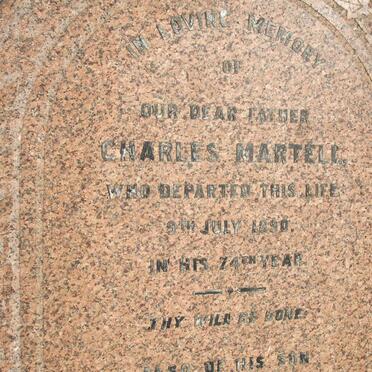 IN LOVING MEMORY
OF
OUR DEAR FATHER
CHARLES MARTELL,
WHO DEPARTED THIS LIFE
9TH JULY 1890,
IN HIS 74TH YEAR.
THY WILL BE DONE.
ALSO OF HIS SON